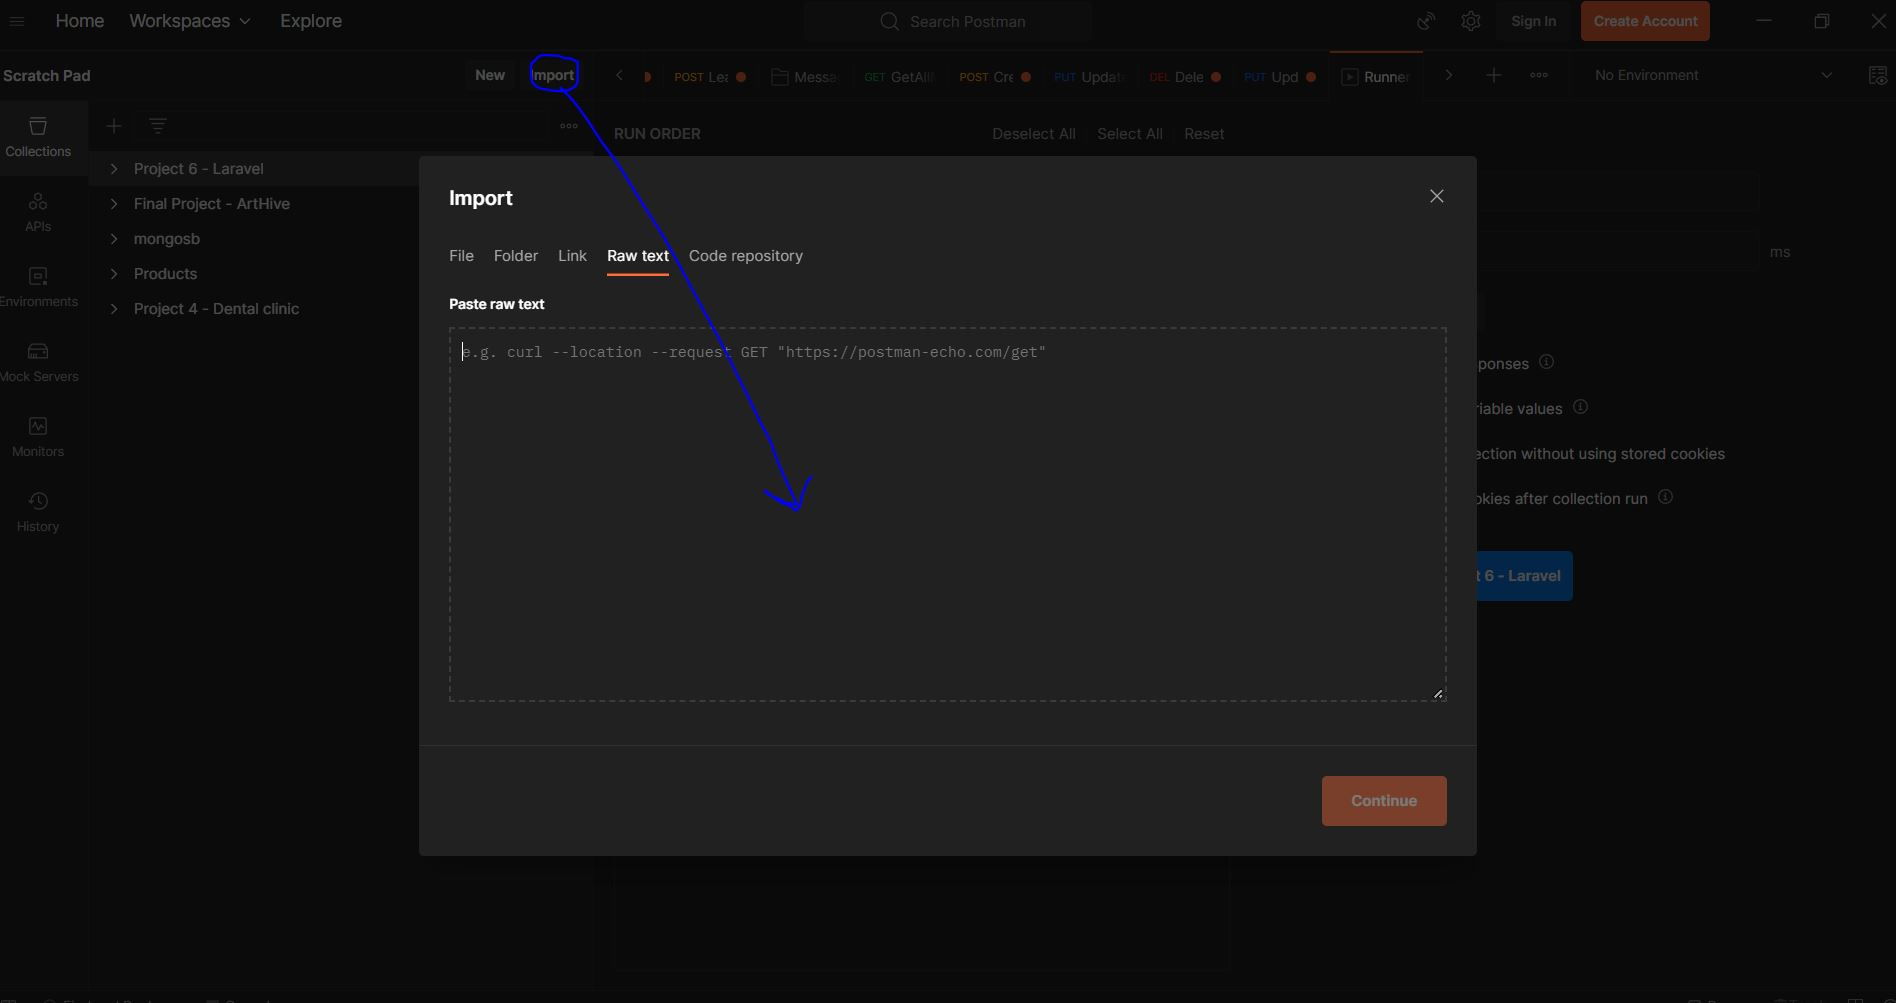 Home Workspaces Explore Search Postman Sign In Create Account
Scratch Pad New Import POST Lea Messa GET GetAll POST Cre PUT Update DEL Dele PUT Upd Runner No Environment
Collections
RUN ORDER Deselect All Select All Reset
Project 6 - Laravel
Final Project - ArtHive
APIs
mongosb
Products
Environments
Project 4 - Dental clinic
Mock Servers
Monitors
History
Import
File Folder Link Raw text Code repository
Paste raw text
e.g. curl --location --request GET "https://postman-echo.com/get"
Continue
ms
ponses
iable values
ection without using stored cookies
okies after collection run
t 6 - Laravel